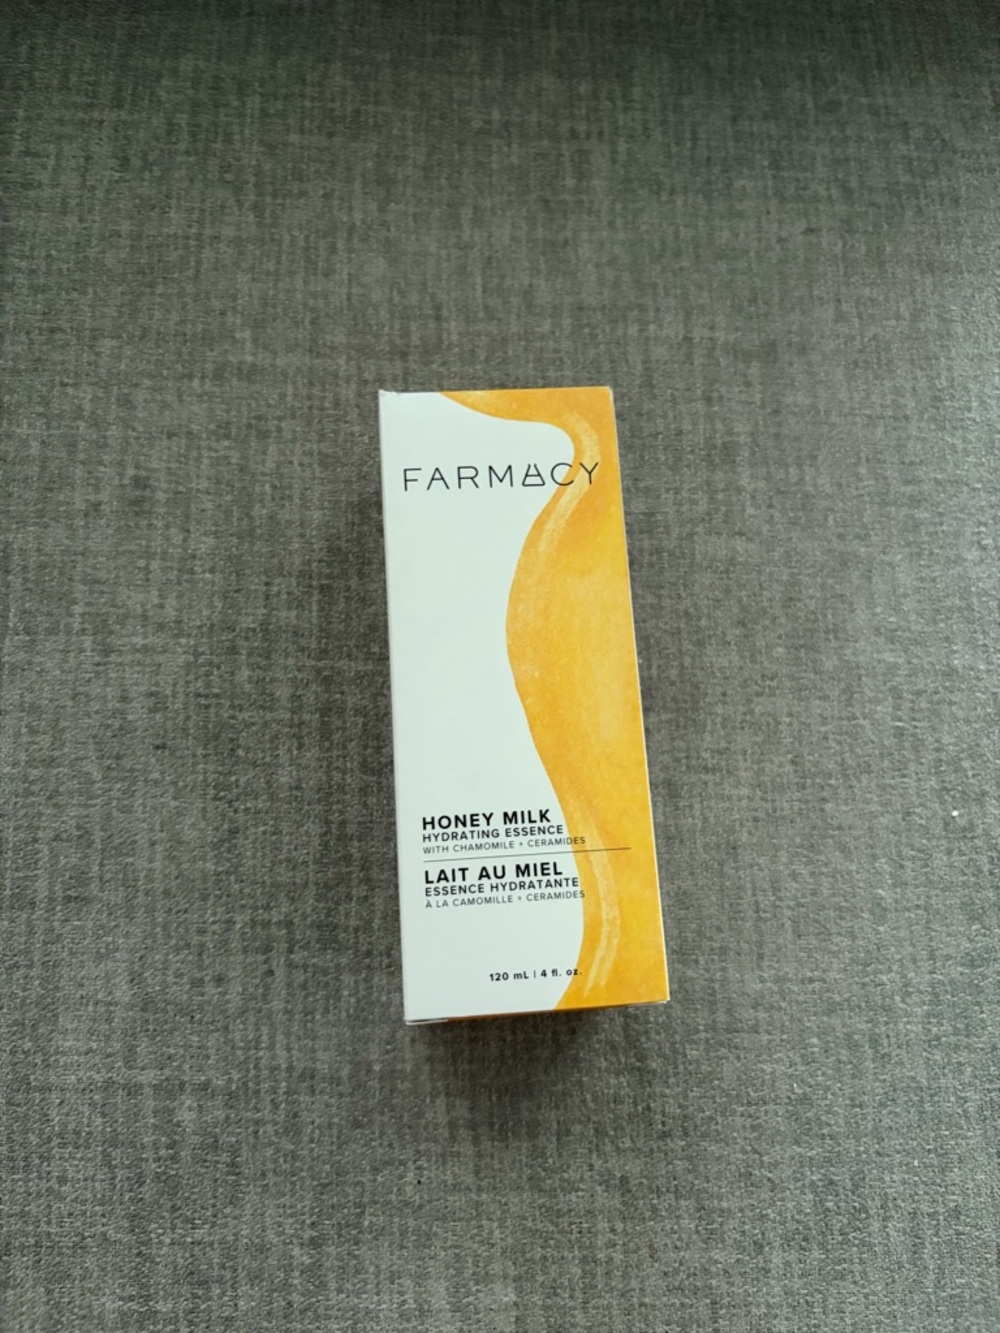 FARMACY
HONEY MILK
HYDRATING ESSENCE
WITH CHAMOMILE + CERAMIDES
LAIT AU MIEL
ESSENCE HYDRATANTE
À LA CAMOMILLE + CERAMIDES
120 mL | 4 fl. oz.